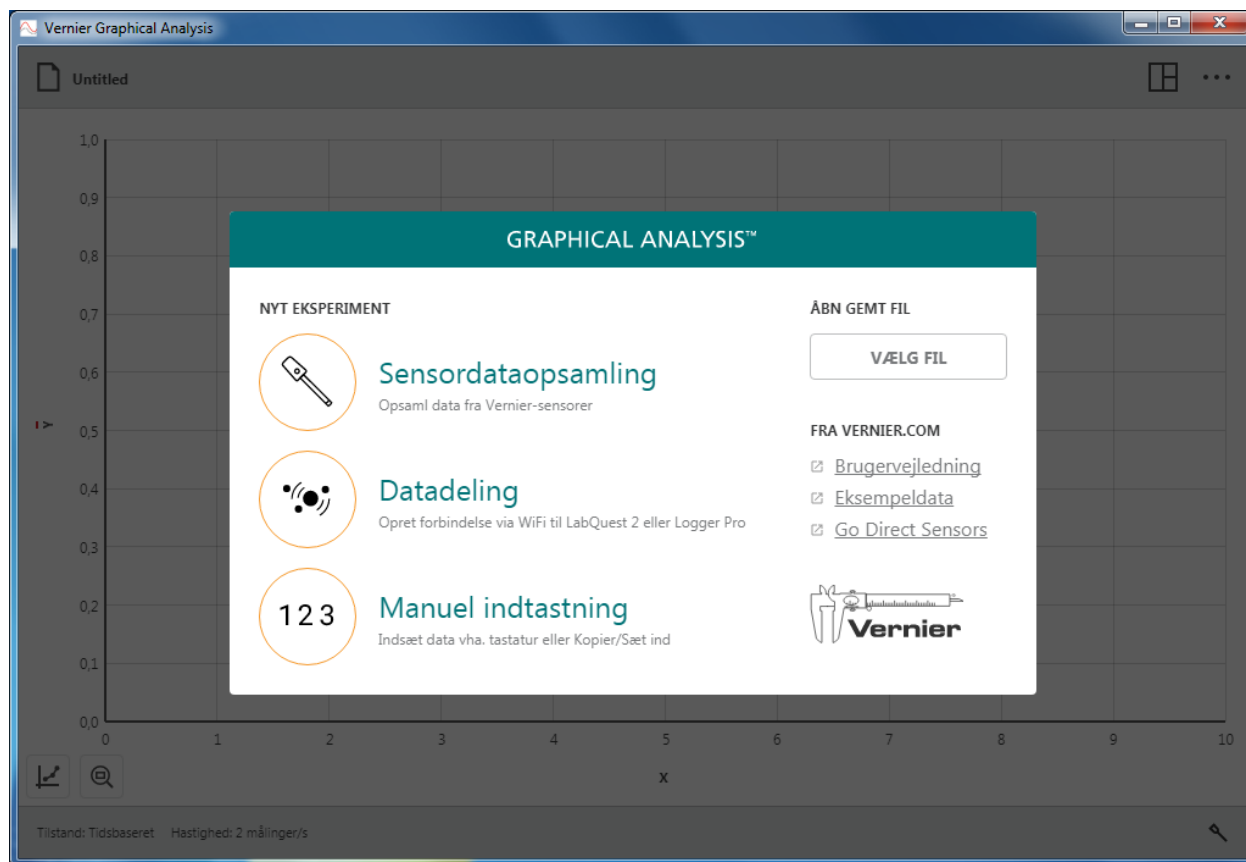 Vernier Graphical Analysis
Untitled
GRAPHICAL ANALYSIS™
NYT EKSPERIMENT
Sensordataopsamling
Opsaml data fra Vernier-sensorer
Datadeling
Opret forbindelse via WiFi til LabQuest 2 eller Logger Pro
123
Manuel indtastning
Indsæt data vha. tastatur eller Kopier/Sæt ind
ÅBN GEMT FIL
VÆLG FIL
FRA VERNIER.COM
Brugervejledning
Eksempeldata
Go Direct Sensors
Vernier
1,0
0,9
0,8
0,7
0,6
0,5
0,4
0,3
0,2
0,1
0,0
Y
0 1 2 3 4 5 6 7 8 9 10
X
Tilstand: Tidsbaseret Hastighed: 2 målinger/s